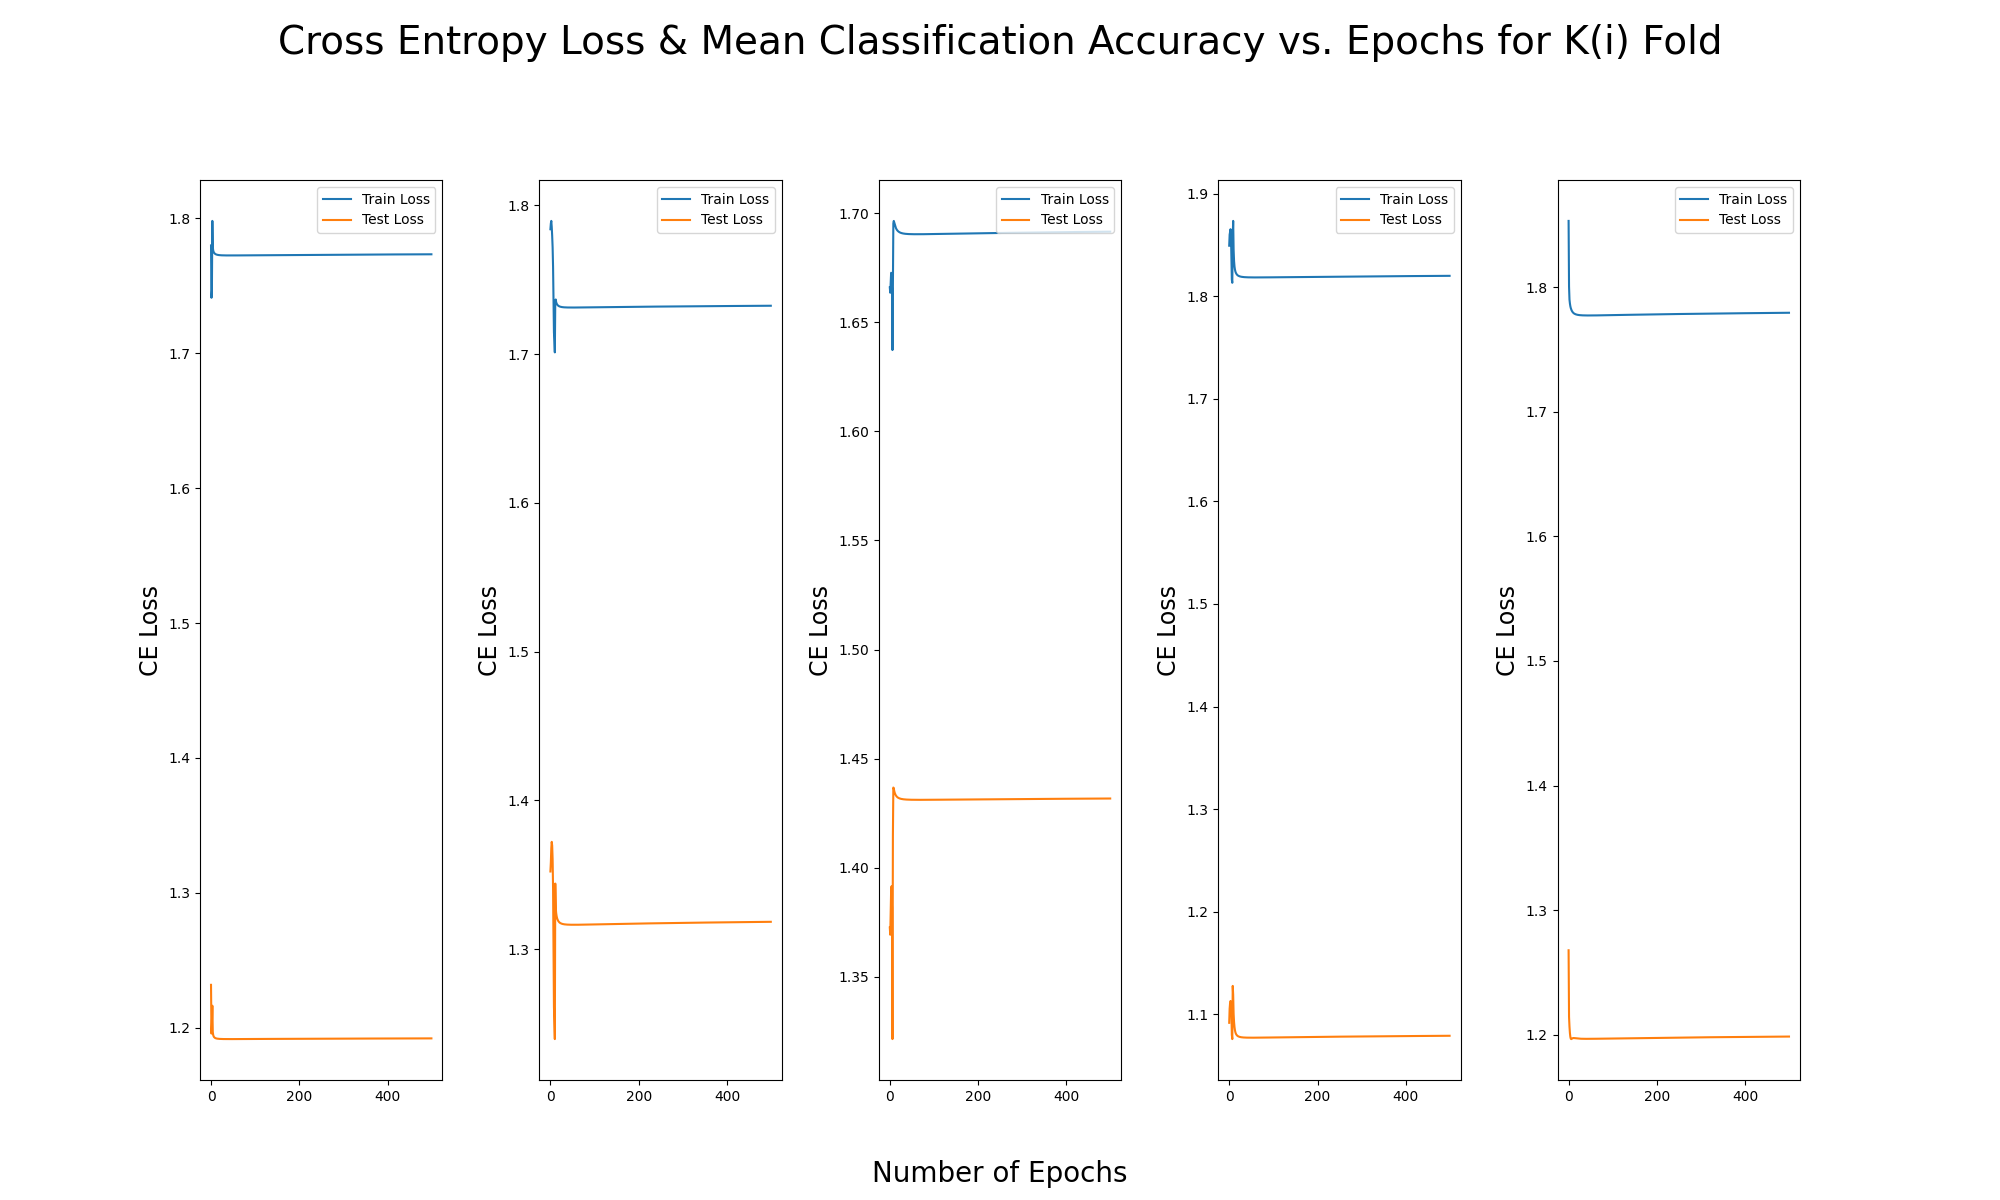 Cross Entropy Loss & Mean Classification Accuracy vs. Epochs for K(i) Fold
CE Loss
1.8
1.7
1.6
1.5
1.4
1.3
1.2
0 200 400
Train Loss
Test Loss
CE Loss
1.8
1.7
1.6
1.5
1.4
1.3
0 200 400
Train Loss
Test Loss
CE Loss
1.70
1.65
1.60
1.55
1.50
1.45
1.40
1.35
0 200 400
Train Loss
Test Loss
CE Loss
1.9
1.8
1.7
1.6
1.5
1.4
1.3
1.2
1.1
0 200 400
Train Loss
Test Loss
CE Loss
1.8
1.7
1.6
1.5
1.4
1.3
1.2
0 200 400
Train Loss
Test Loss
Number of Epochs